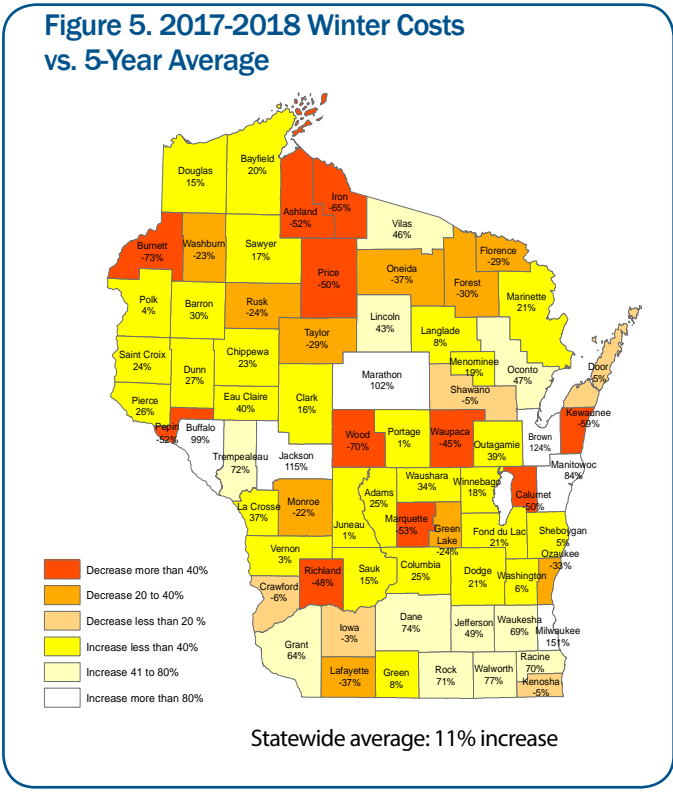 Figure 5. 2017-2018 Winter Costs
vs. 5-Year Average
Bayfield
20%
Douglas
15%
Iron
-65%
Ashland
-52%
Vilas
46%
Burnett
-73%
Washburn
-23%
Sawyer
17%
Florence
-29%
Price
-50%
Oneida
-37%
Forest
-30%
Marinette
21%
Polk
4%
Barron
30%
Rusk
-24%
Lincoln
43%
Langlade
8%
Taylor
-29%
Saint Croix
24%
Dunn
27%
Chippewa
23%
Menominee
19%
Oconto
47%
Door
-5%
Marathon
102%
Shawano
-5%
Pierce
26%
Eau Claire
40%
Clark
16%
Kewaunee
-59%
Pepin
-52%
Buffalo
99%
Wood
-70%
Portage
1%
Waupaca
-45%
Outagamie
39%
Brown
124%
Trempealeau
72%
Jackson
115%
Manitowoc
84%
Waushara
34%
Winnebago
18%
Calumet
-50%
Adams
25%
La Crosse
37%
Monroe
-22%
Juneau
1%
Marquette
-53%
Green
Lake
-24%
Fond du Lac
21%
Sheboygan
5%
Ozaukee
-33%
Vernon
3%
Richland
-48%
Sauk
15%
Columbia
25%
Dodge
21%
Washington
6%
Crawford
-6%
Iowa
-3%
Dane
74%
Jefferson
49%
Waukesha
69%
Milwaukee
151%
Grant
64%
Lafayette
-37%
Green
8%
Rock
71%
Walworth
77%
Racine
70%
Kenosha
-5%
Decrease more than 40%
Decrease 20 to 40%
Decrease less than 20 %
Increase less than 40%
Increase 41 to 80%
Increase more than 80%
Statewide average: 11% increase